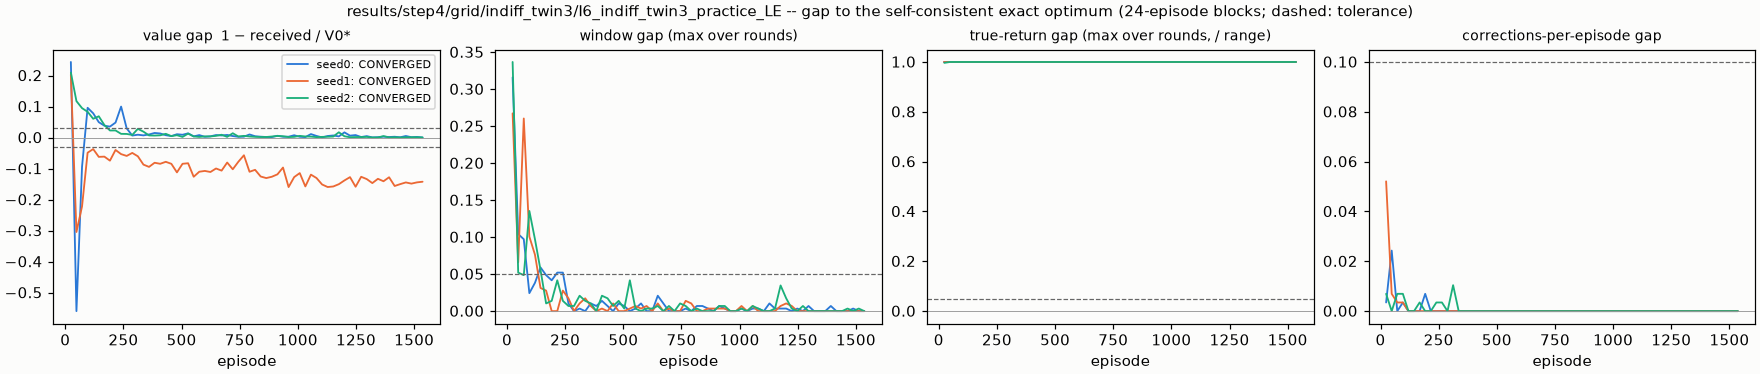 results/step4/grid/indiff_twin3/I6_indiff_twin3_practice_LE -- gap to the self-consistent exact optimum (24-episode blocks; dashed: tolerance)
value gap 1 − received / V0*
0.2
0.1
0.0
−0.1
−0.2
−0.3
−0.4
−0.5
seed0: CONVERGED
seed1: CONVERGED
seed2: CONVERGED
0 250 500 750 1000 1250 1500
episode
window gap (max over rounds)
0.35
0.30
0.25
0.20
0.15
0.10
0.05
0.00
0 250 500 750 1000 1250 1500
episode
true-return gap (max over rounds, / range)
1.0
0.8
0.6
0.4
0.2
0.0
0 250 500 750 1000 1250 1500
episode
corrections-per-episode gap
0.10
0.08
0.06
0.04
0.02
0.00
0 250 500 750 1000 1250 1500
episode